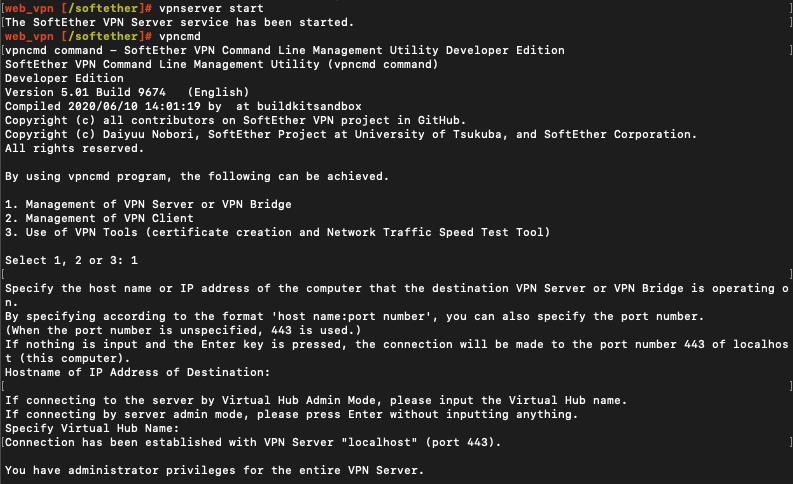 [web_vpn [/softether]# vpnserver start ]
[The SoftEther VPN Server service has been started. ]
web_vpn [/softether]# vpncmd
[vpncmd command - SoftEther VPN Command Line Management Utility Developer Edition ]
SoftEther VPN Command Line Management Utility (vpncmd command)
Developer Edition
Version 5.01 Build 9674   (English)
Compiled 2020/06/10 14:01:19 by  at buildkitsandbox
Copyright (c) all contributors on SoftEther VPN project in GitHub.
Copyright (c) Daiyuu Nobori, SoftEther Project at University of Tsukuba, and SoftEther Corporation.
All rights reserved.
By using vpncmd program, the following can be achieved.
1. Management of VPN Server or VPN Bridge
2. Management of VPN Client
3. Use of VPN Tools (certificate creation and Network Traffic Speed Test Tool)
Select 1, 2 or 3: 1
[ ]
Specify the host name or IP address of the computer that the destination VPN Server or VPN Bridge is operating o
n.
By specifying according to the format 'host name:port number', you can also specify the port number.
(When the port number is unspecified, 443 is used.)
If nothing is input and the Enter key is pressed, the connection will be made to the port number 443 of localhos
t (this computer).
Hostname of IP Address of Destination:
[ ]
If connecting to the server by Virtual Hub Admin Mode, please input the Virtual Hub name.
If connecting by server admin mode, please press Enter without inputting anything.
Specify Virtual Hub Name:
[Connection has been established with VPN Server "localhost" (port 443). ]
You have administrator privileges for the entire VPN Server.